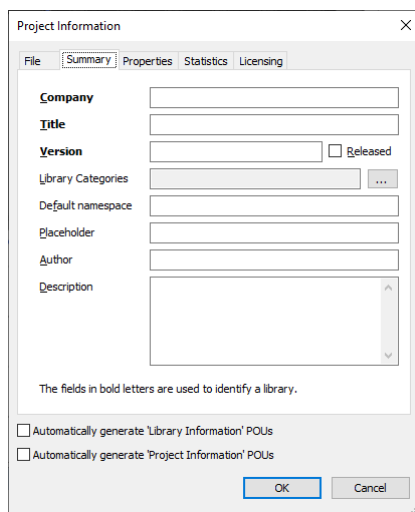 Project Information
File Summary Properties Statistics Licensing
Company
Title
Version Released
Library Categories ...
Default namespace
Placeholder
Author
Description
The fields in bold letters are used to identify a library.
Automatically generate 'Library Information' POUs
Automatically generate 'Project Information' POUs
OK Cancel